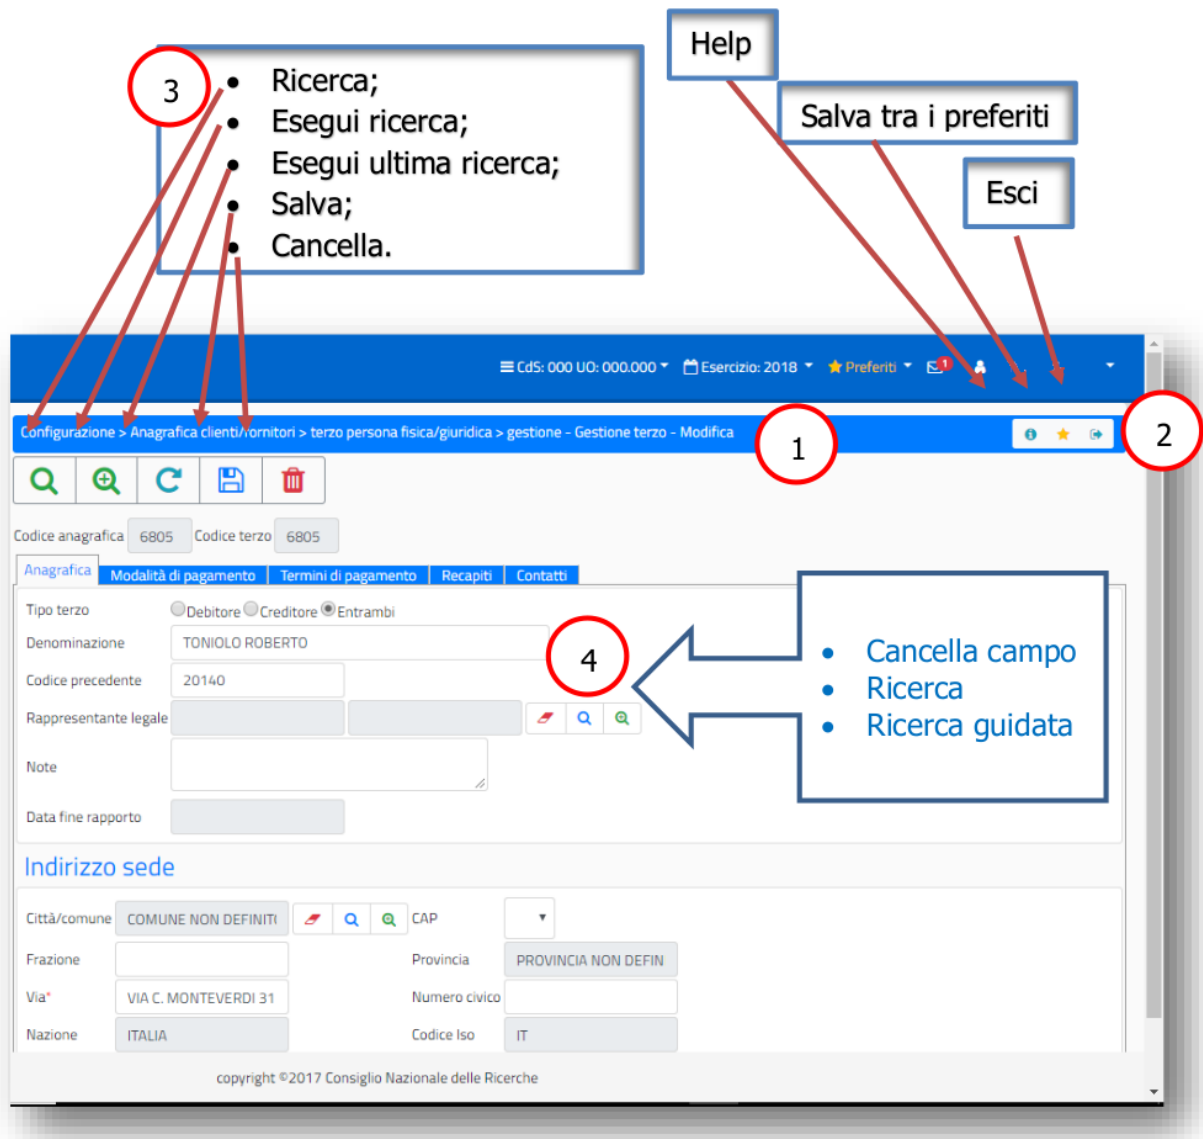 Help
3
• Ricerca;
• Esegui ricerca;
• Esegui ultima ricerca;
• Salva;
• Cancella.
Salva tra i preferiti
Esci
CdS: 000 UO: 000.000 Esercizio: 2018 Preferiti 1
Configurazione > Anagrafica clienti/fornitori > terzo persona fisica/giuridica > gestione - Gestione terzo - Modifica
1
2
Codice anagrafica 6805 Codice terzo 6805
Anagrafica Modalità di pagamento Termini di pagamento Recapiti Contatti
Tipo terzo Debitore Creditore Entrambi
Denominazione TONIOLO ROBERTO
4
Codice precedente 20140
Rappresentante legale
Note
Data fine rapporto
• Cancella campo
• Ricerca
• Ricerca guidata
Indirizzo sede
Città/comune COMUNE NON DEFINIT CAP
Frazione Provincia PROVINCIA NON DEFIN
Via* VIA C. MONTEVERDI 31 Numero civico
Nazione ITALIA Codice Iso IT
copyright ©2017 Consiglio Nazionale delle Ricerche